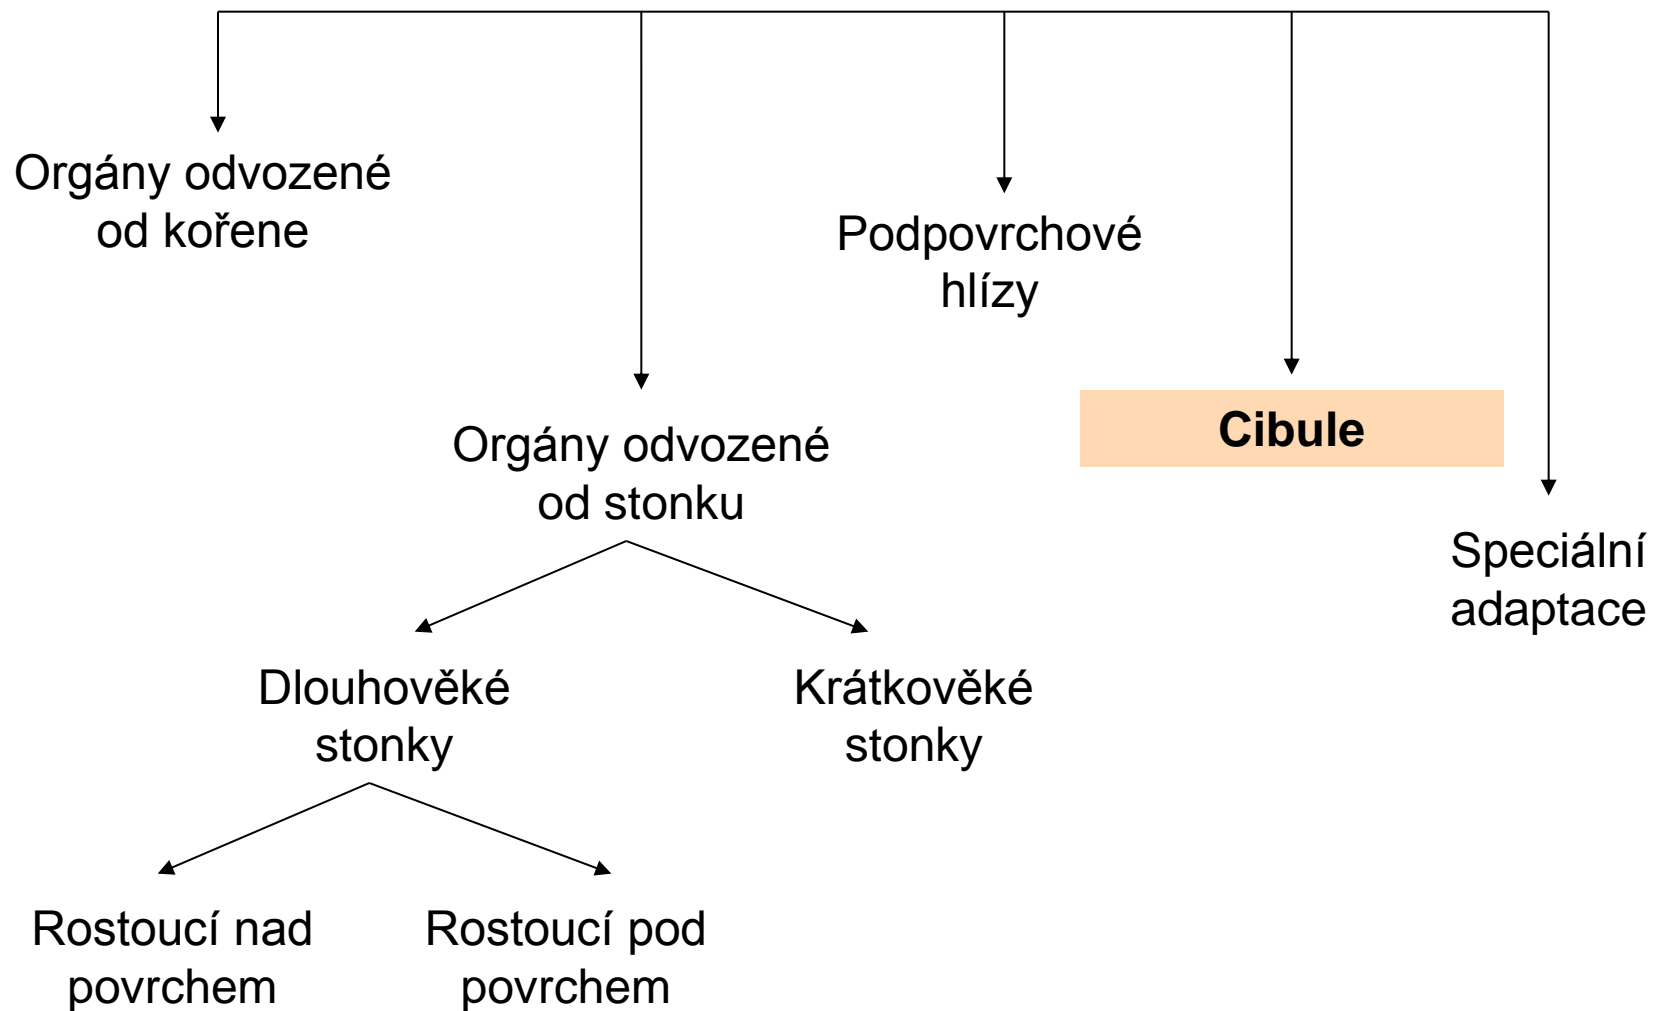 Orgány odvozené
od kořene
Podpovrchové
hlízy
Cibule
Orgány odvozené
od stonku
Speciální
adaptace
Dlouhověké
stonky
Krátkověké
stonky
Rostoucí nad
povrchem
Rostoucí pod
povrchem